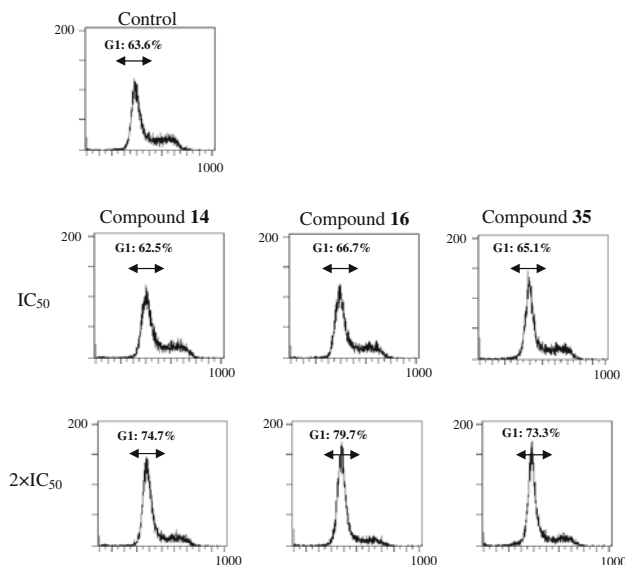 Control
200
G1: 63.6%
1000
Compound 14
Compound 16
Compound 35
IC50
200
G1: 62.5%
1000
200
G1: 66.7%
1000
200
G1: 65.1%
1000
2×IC50
200
G1: 74.7%
1000
200
G1: 79.7%
1000
200
G1: 73.3%
1000